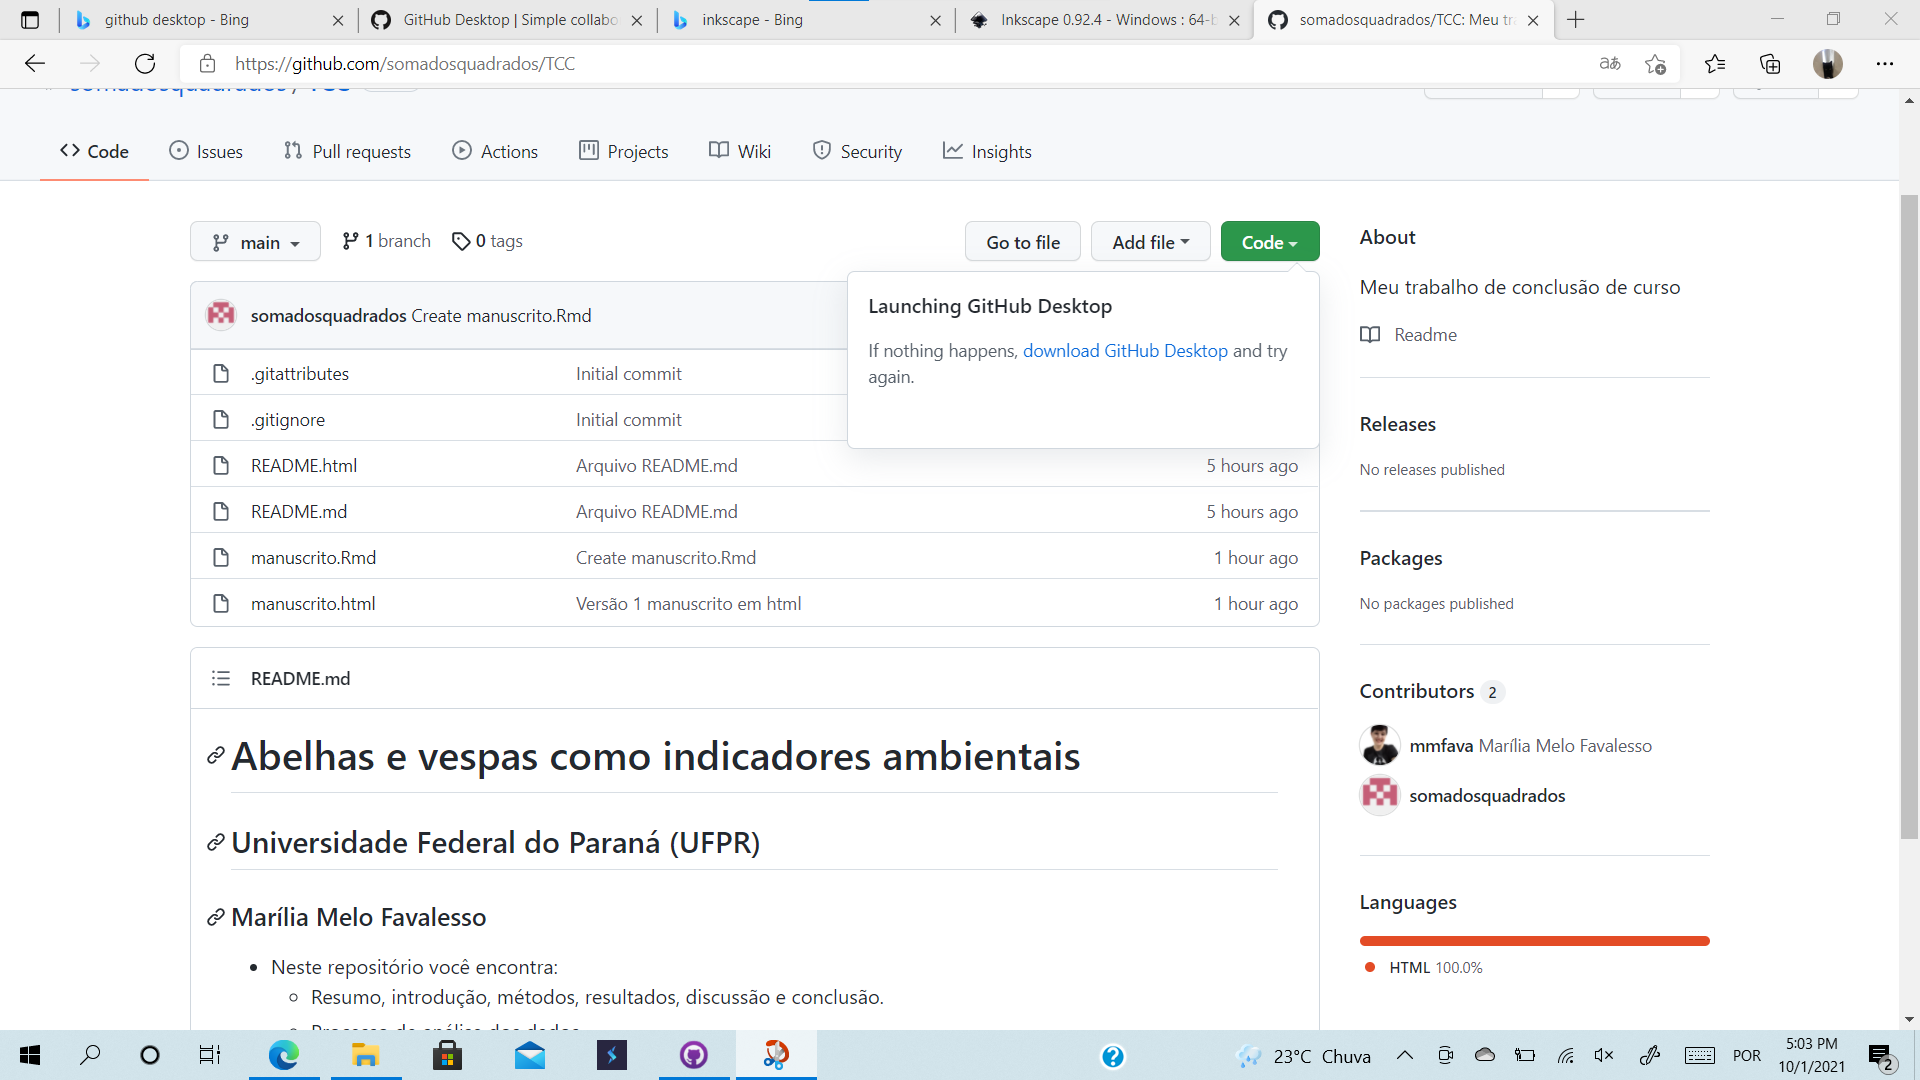 github desktop - Bing
GitHub Desktop | Simple collabo
inkscape - Bing
Inkscape 0.92.4 - Windows : 64-b
somadosquadrados/TCC: Meu tr
https://github.com/somadosquadrados/TCC
somadosquadrados / TCC
Code
Issues
Pull requests
Actions
Projects
Wiki
Security
Insights
main
1 branch
0 tags
Go to file
Add file
Code
Launching GitHub Desktop
If nothing happens, download GitHub Desktop and try
again.
somadosquadrados Create manuscrito.Rmd
.gitattributes Initial commit
.gitignore Initial commit
README.html Arquivo README.md 5 hours ago
README.md Arquivo README.md 5 hours ago
manuscrito.Rmd Create manuscrito.Rmd 1 hour ago
manuscrito.html Versão 1 manuscrito em html 1 hour ago
README.md
Abelhas e vespas como indicadores ambientais
Universidade Federal do Paraná (UFPR)
Marília Melo Favalesso
Neste repositório você encontra:
Resumo, introdução, métodos, resultados, discussão e conclusão.
About
Meu trabalho de conclusão de curso
Readme
Releases
No releases published
Packages
No packages published
Contributors 2
mmfava Marília Melo Favalesso
somadosquadrados
Languages
HTML 100.0%
23°C Chuva
POR
5:03 PM
10/1/2021
2